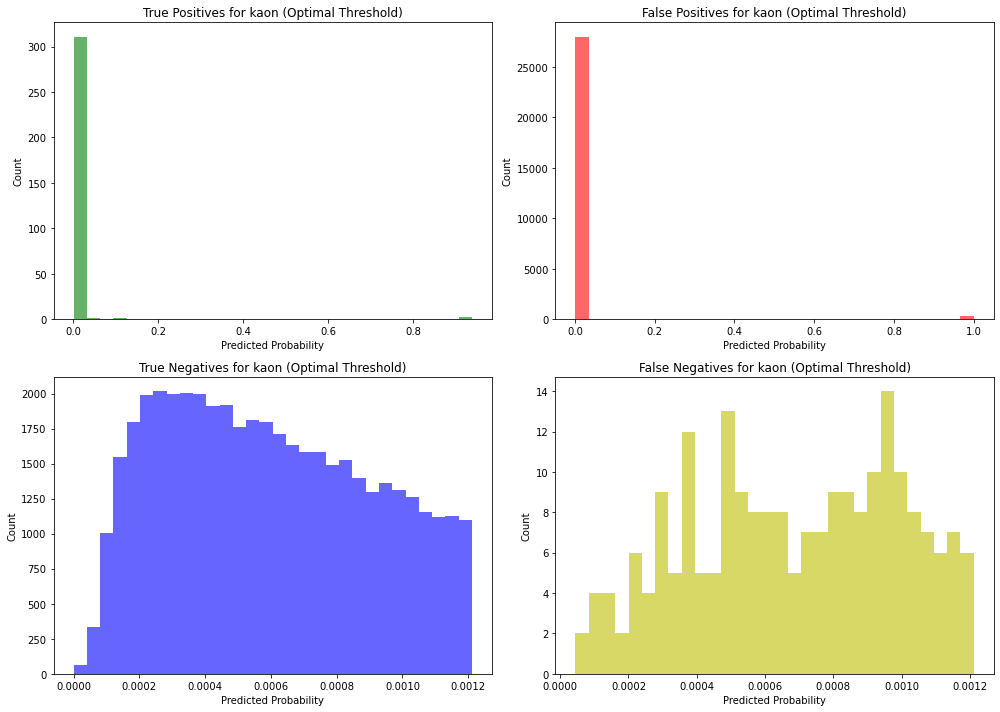 True Positives for kaon (Optimal Threshold)
300
250
200
150
100
50
0
Count
0.0 0.2 0.4 0.6 0.8
Predicted Probability
False Positives for kaon (Optimal Threshold)
25000
20000
15000
10000
5000
0
Count
0.0 0.2 0.4 0.6 0.8 1.0
Predicted Probability
True Negatives for kaon (Optimal Threshold)
2000
1750
1500
1250
1000
750
500
250
0
Count
0.0000 0.0002 0.0004 0.0006 0.0008 0.0010 0.0012
Predicted Probability
False Negatives for kaon (Optimal Threshold)
14
12
10
8
6
4
2
0
Count
0.0000 0.0002 0.0004 0.0006 0.0008 0.0010 0.0012
Predicted Probability